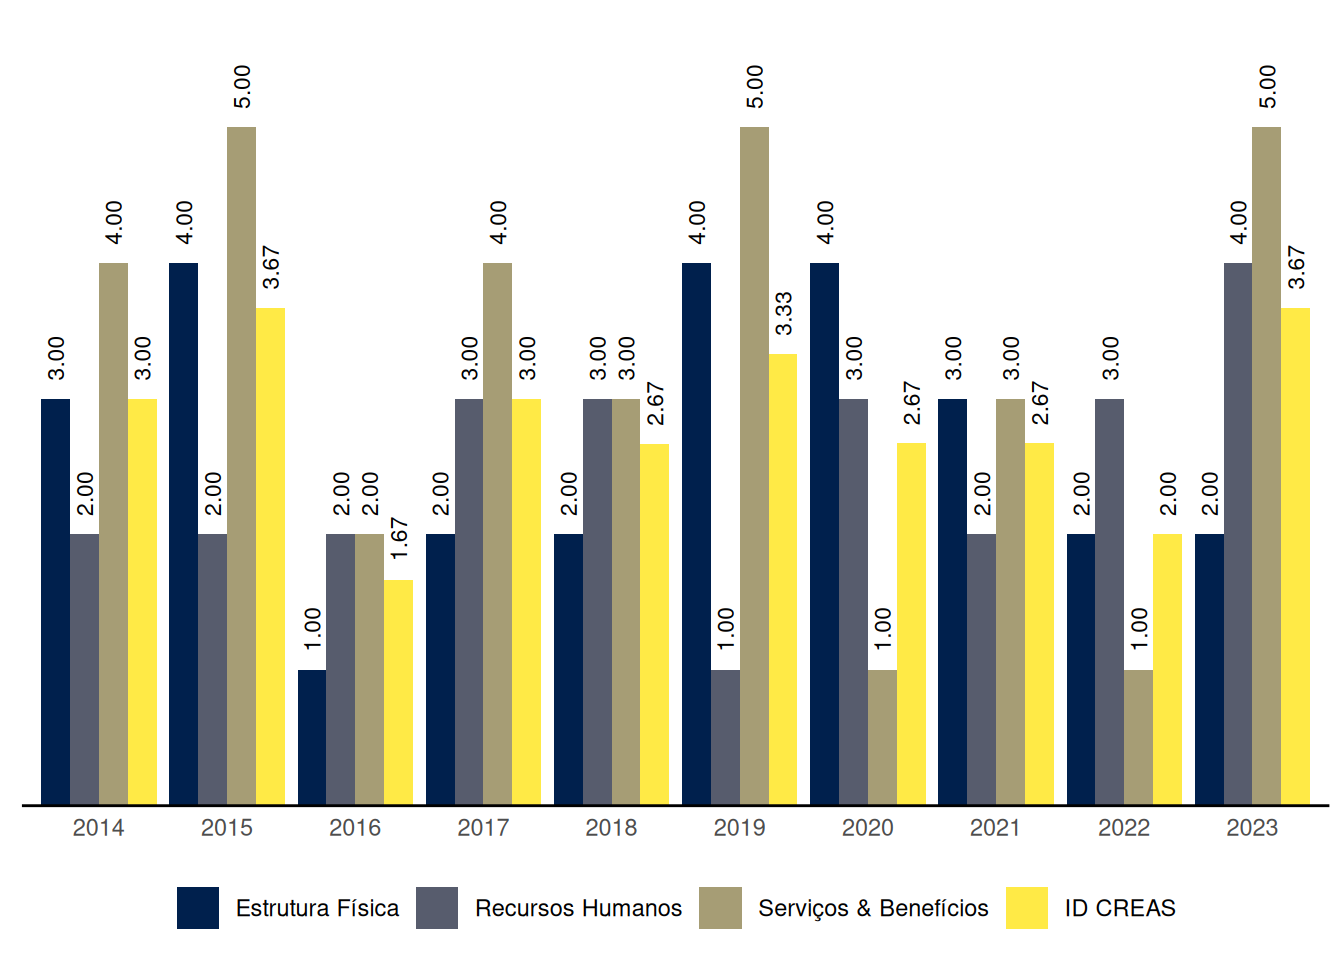 3.00 2.00 4.00 3.00
4.00 2.00 5.00 3.67
1.00 2.00 2.00 1.67
2.00 3.00 4.00 3.00
2.00 3.00 3.00 2.67
4.00 1.00 5.00 3.33
4.00 3.00 1.00 2.67
3.00 2.00 3.00 2.67
2.00 3.00 1.00 2.00
2.00 4.00 5.00 3.67
2014 2015 2016 2017 2018 2019 2020 2021 2022 2023
Estrutura Física Recursos Humanos Serviços & Benefícios ID CREAS